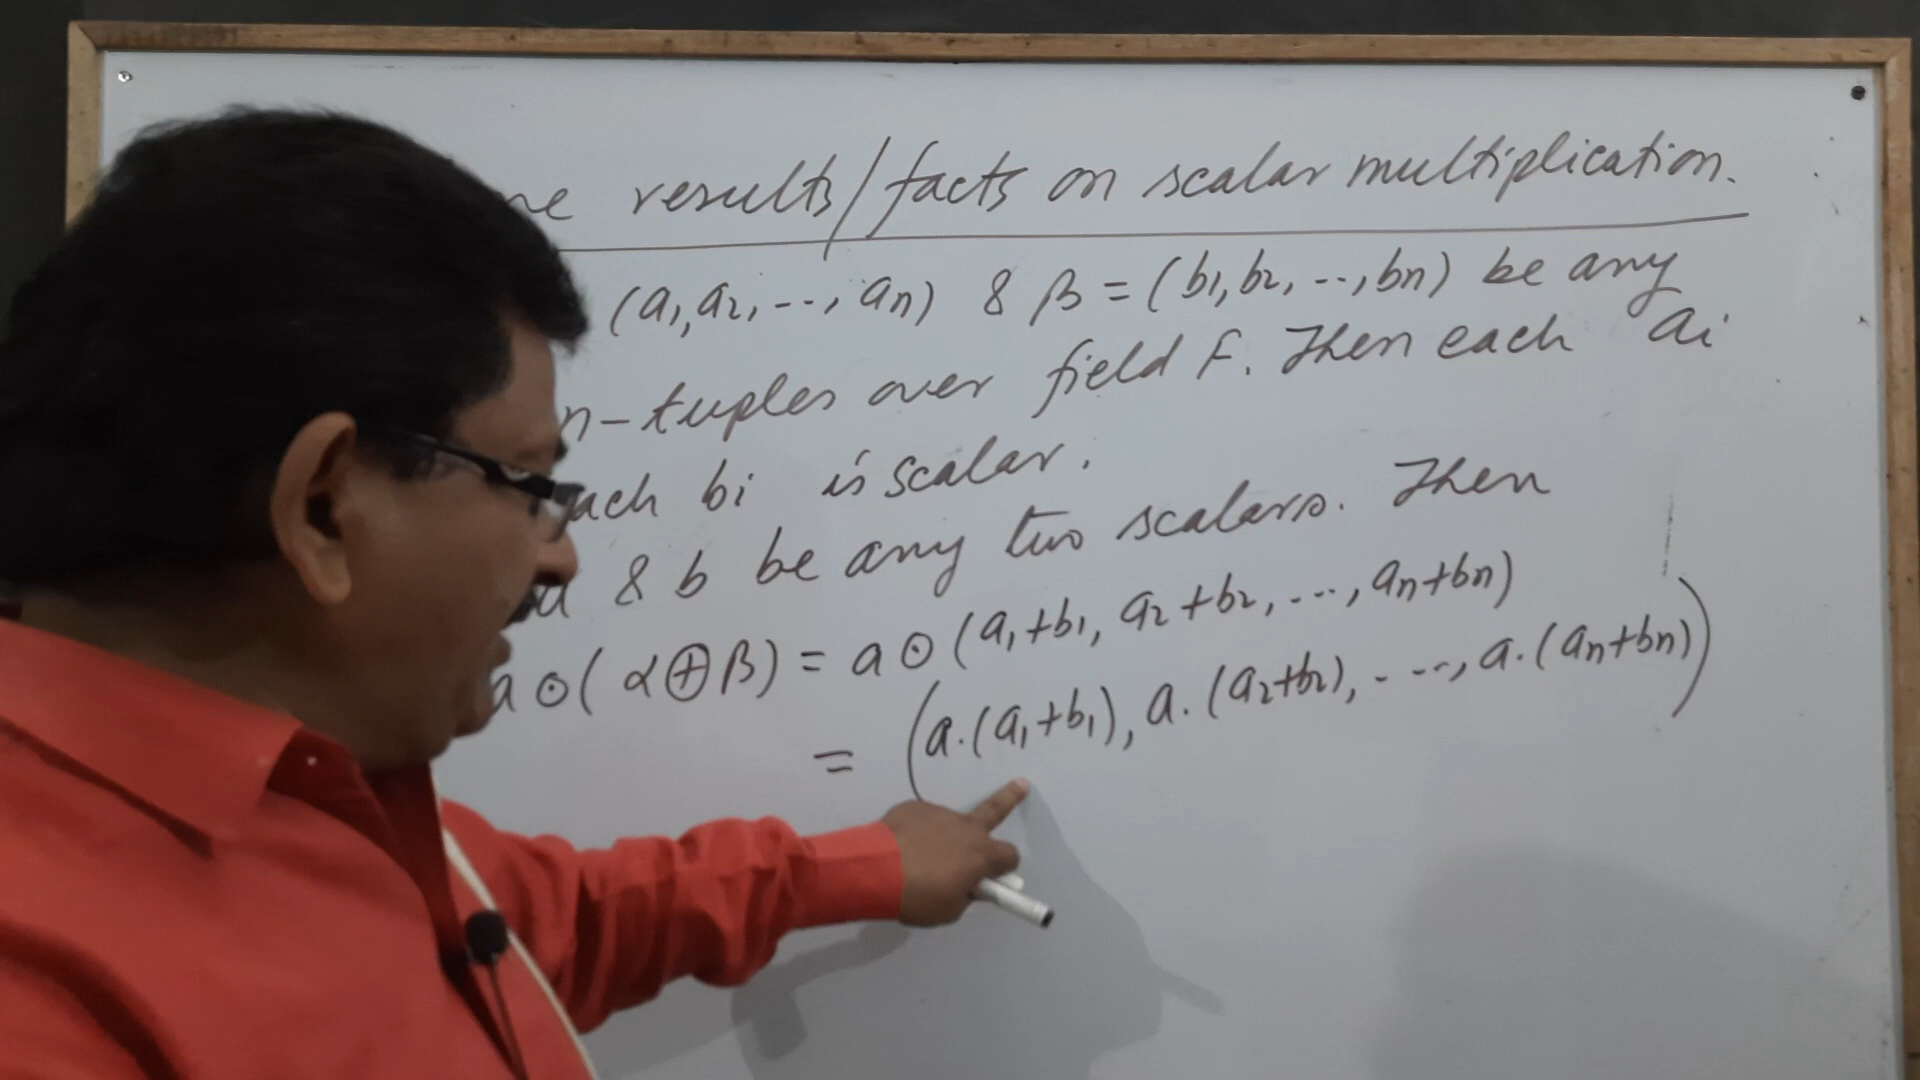 results/facts on scalar multiplication.
(a1, a2, --., an) & β = (b1, b2, --, bn) be any
n-tuples over field F. Then each ai
bi is scalar.
a & b be any two scalars. Then
a⊙(α⊕β) = a⊙(a1+b1, a2+b2, ---, an+bn)
= (a.(a1+b1), a.(a2+b2), - --, a.(an+bn))